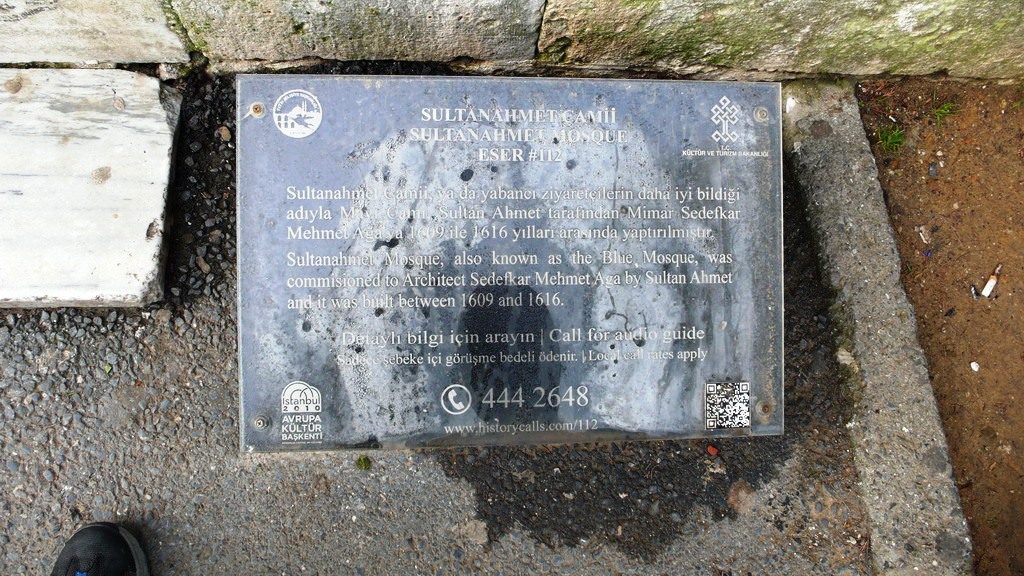 SULTANAHMET CAMİİ
SULTANAHMET MOSQUE
ESER #112
KÜLTÜR VE TURİZM BAKANLIĞI
Sultanahmet Camii, ya da yabancı ziyaretçilerin daha iyi bildiği
adıyla Mavi Camii, Sultan Ahmet tarafından Mimar Sedefkar
Mehmet Aga'ya 1609 ile 1616 yılları arasında yaptırılmıştır.
Sultanahmet Mosque, also known as the Blue Mosque, was
commisioned to Architect Sedefkar Mehmet Aga by Sultan Ahmet
and it was built between 1609 and 1616.
Detaylı bilgi için arayın | Call for audio guide
Sadece şebeke içi görüşme bedeli ödenir. | Local call rates apply
444 2648
www.historycalls.com/112
istanbul
2010
AVRUPA
KÜLTÜR
BAŞKENTİ